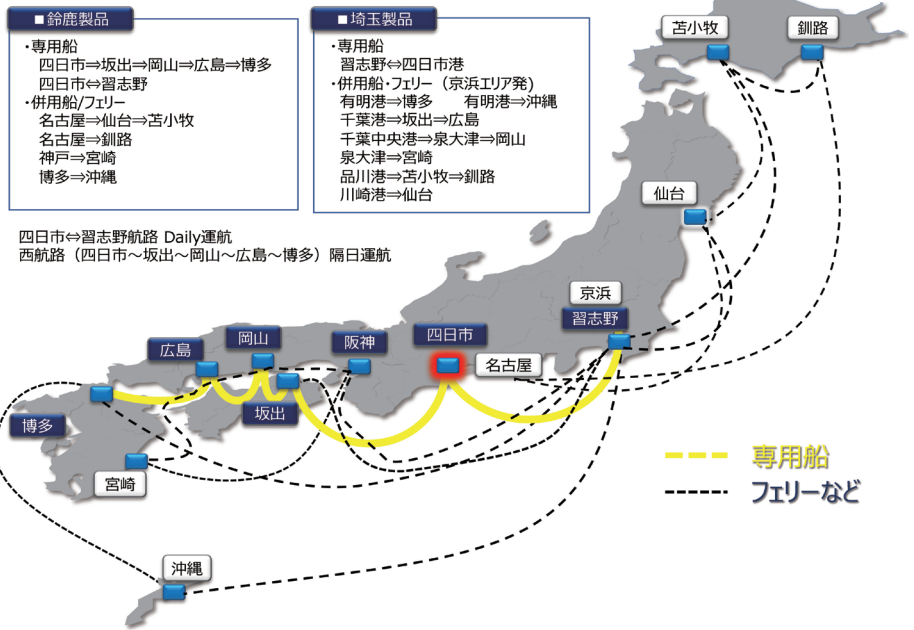 ■鈴鹿製品
・専用船
四日市⇒坂出⇒岡山⇒広島⇒博多
四日市⇔習志野
・併用船/フェリー
名古屋⇒仙台⇒苫小牧
名古屋⇒釧路
神戸⇒宮崎
博多⇒沖縄
■埼玉製品
・専用船
習志野⇔四日市港
・併用船・フェリー（京浜エリア発）
有明港⇒博多　有明港⇒沖縄
千葉港⇒坂出⇒広島
千葉中央港⇒泉大津⇒岡山
泉大津⇒宮崎
品川港⇒苫小牧⇒釧路
川崎港⇒仙台
四日市⇔習志野航路 Daily運航
西航路（四日市～坂出～岡山～広島～博多）隔日運航
苫小牧
釧路
仙台
京浜
習志野
四日市
名古屋
阪神
岡山
広島
坂出
博多
宮崎
沖縄
専用船
フェリーなど